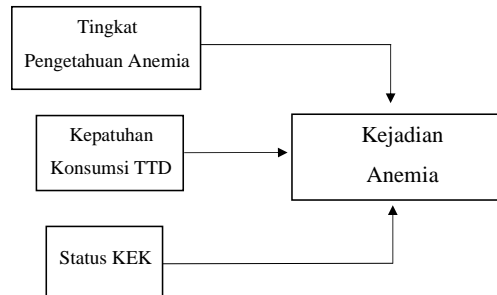 Tingkat
Pengetahuan Anemia
Kepatuhan
Konsumsi TTD
Kejadian
Anemia
Status KEK